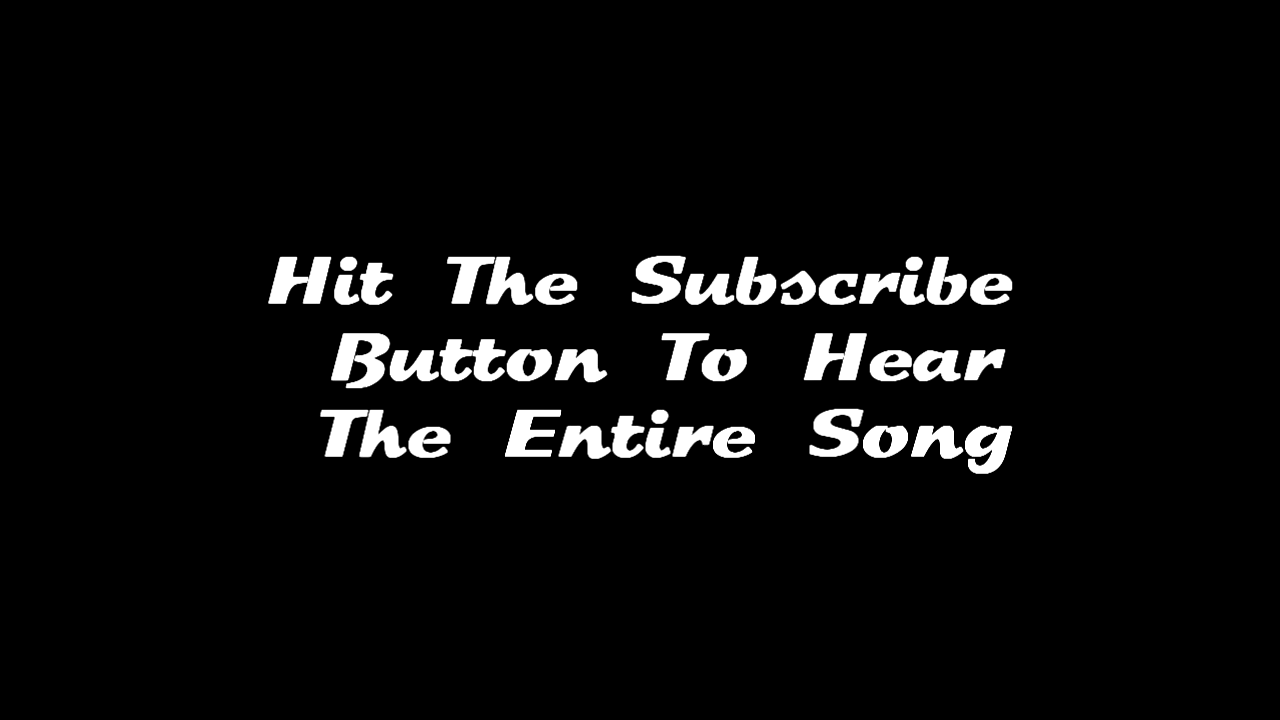 Hit The Subscribe
Button To Hear
The Entire Song